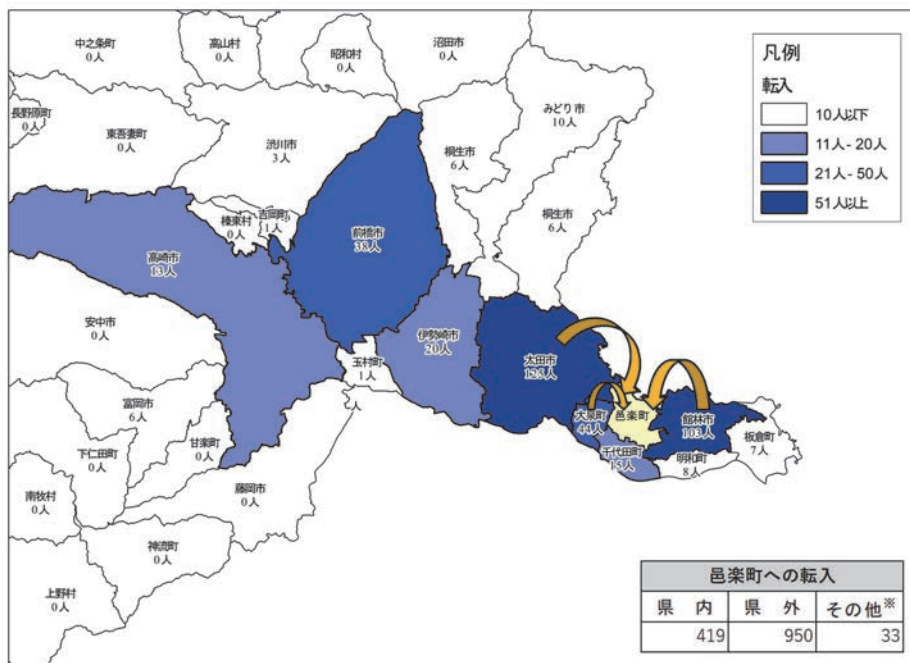 中之条町
0人
高山村
0人
昭和村
0人
沼田市
0人
長野原町
0人
東吾妻町
0人
渋川市
3人
桐生市
6人
みどり市
10人
榛東村
0人
吉岡町
1人
前橋市
38人
桐生市
6人
高崎市
13人
安中市
0人
玉村町
1人
伊勢崎市
20人
太田市
125人
大泉町
44人
邑楽町
館林市
103人
板倉町
7人
千代田町
15人
明和町
8人
富岡市
6人
甘楽町
0人
下仁田町
0人
藤岡市
0人
南牧村
0人
神流町
0人
上野村
0人
人
凡例
転入
10人以下
11人 - 20人
21人 - 50人
51人以上
邑楽町への転入
県 内 県 外 その他※
419 950 33